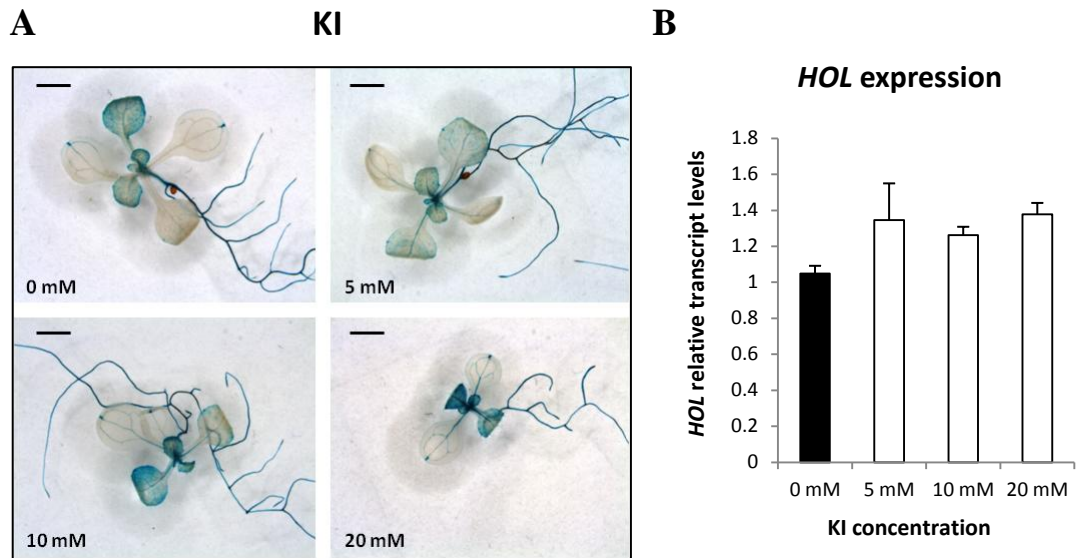 A
KI
0 mM
5 mM
10 mM
20 mM
B
HOL expression
HOL relative transcript levels
1.8
1.6
1.4
1.2
1
0.8
0.6
0.4
0.2
0
0 mM 5 mM 10 mM 20 mM
KI concentration